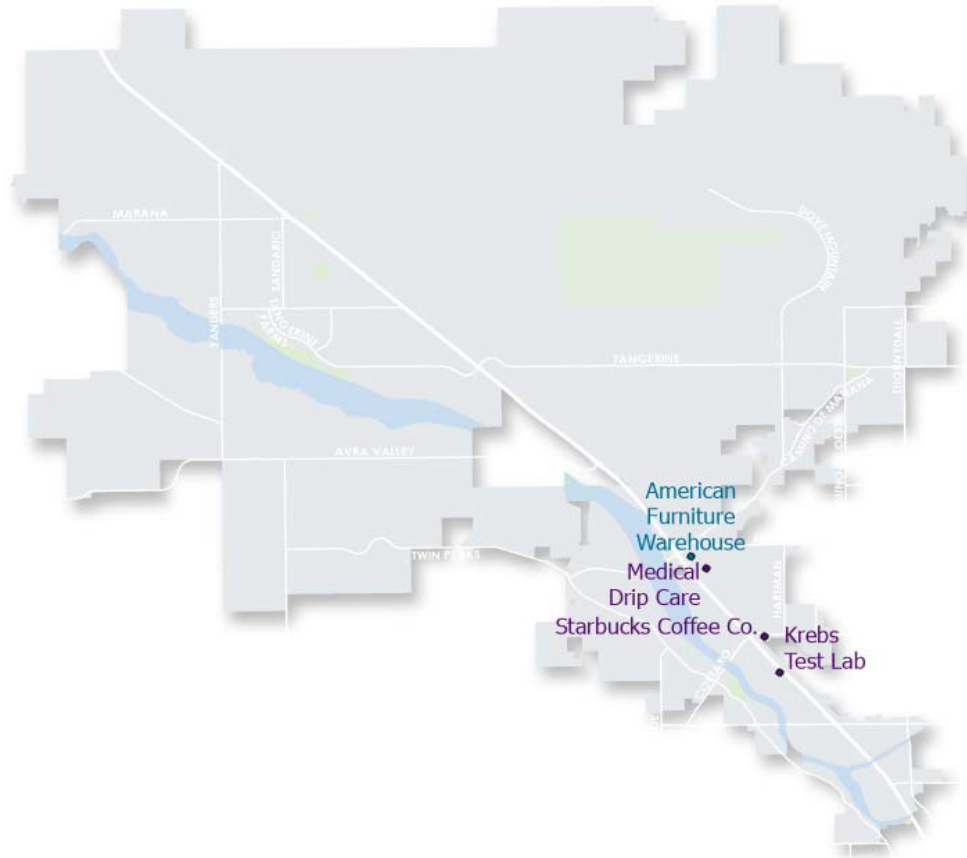 MARANA
SANDARIO
SANDERS
TANGERINE
FARMS
DOVE MOUNTAIN
TANGERINE
THORNYDALE
AVRA VALLEY
American
Furniture
Warehouse
TWIN PEAKS
Medical
Drip Care
HARTMAN
Starbucks Coffee Co.
Krebs
Test Lab
CORTARO